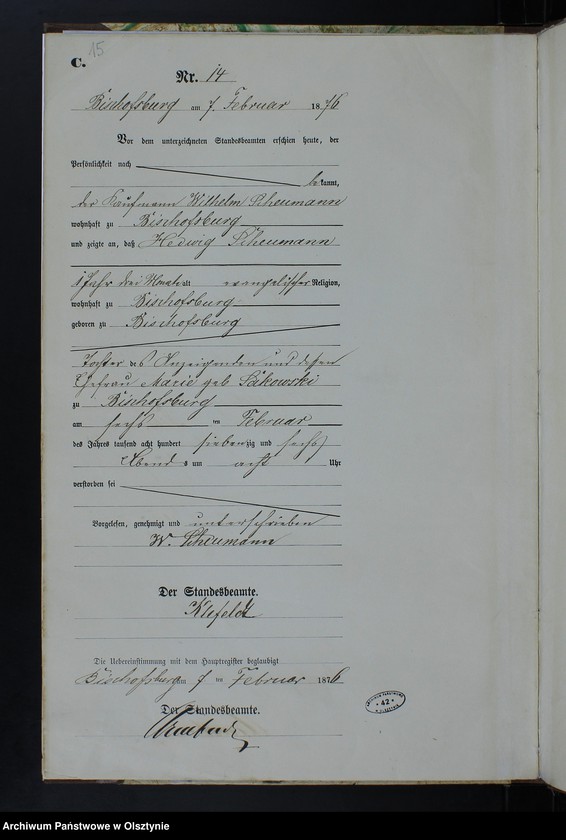 15
C.
Nr. 14
Bischofsburg am 7. Februar 1876
Vor dem unterzeichneten Standesbeamten erschien heute, der
Persönlichkeit nach
bekannt,
der Kaufmann Wilhelm Scheumann
wohnhaft zu Bischofsburg
und zeigte an, daß Hedwig Scheumann
1 Jahr drei Monate alt evangelischer Religion,
wohnhaft zu Bischofsburg
geboren zu Bischofsburg
Tochter des Anzeigenden und dessen
Ehefrau Marie geb.
zu Bischofsburg
am sechs ten Februar
des Jahres tausend acht hundert siebenzig und sechs
Abends um acht Uhr
verstorben sei
Vorgelesen, genehmigt und unterschrieben
W. Scheumann
Der Standesbeamte.
Die Uebereinstimmung mit dem Hauptregister beglaubigt
Bischofsburg am 7 ten Februar 1876
Der Standesbeamte.
42
Archiwum Państwowe w Olsztynie